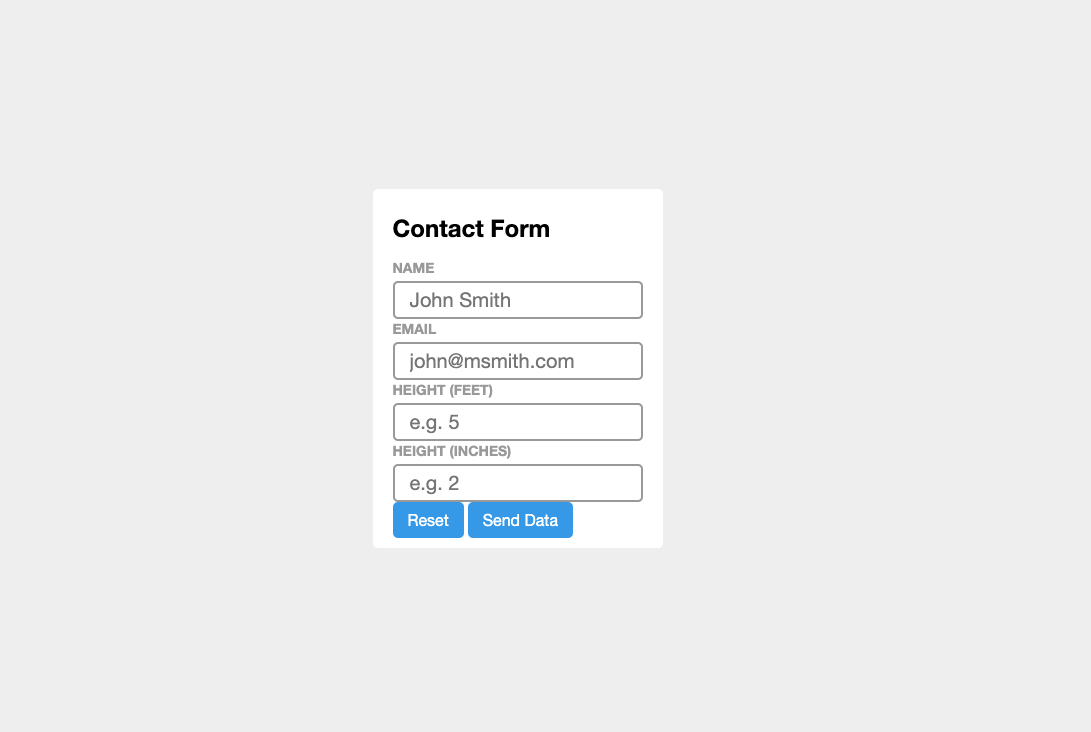 Contact Form
NAME
John Smith
EMAIL
john@msmith.com
HEIGHT (FEET)
e.g. 5
HEIGHT (INCHES)
e.g. 2
Reset Send Data